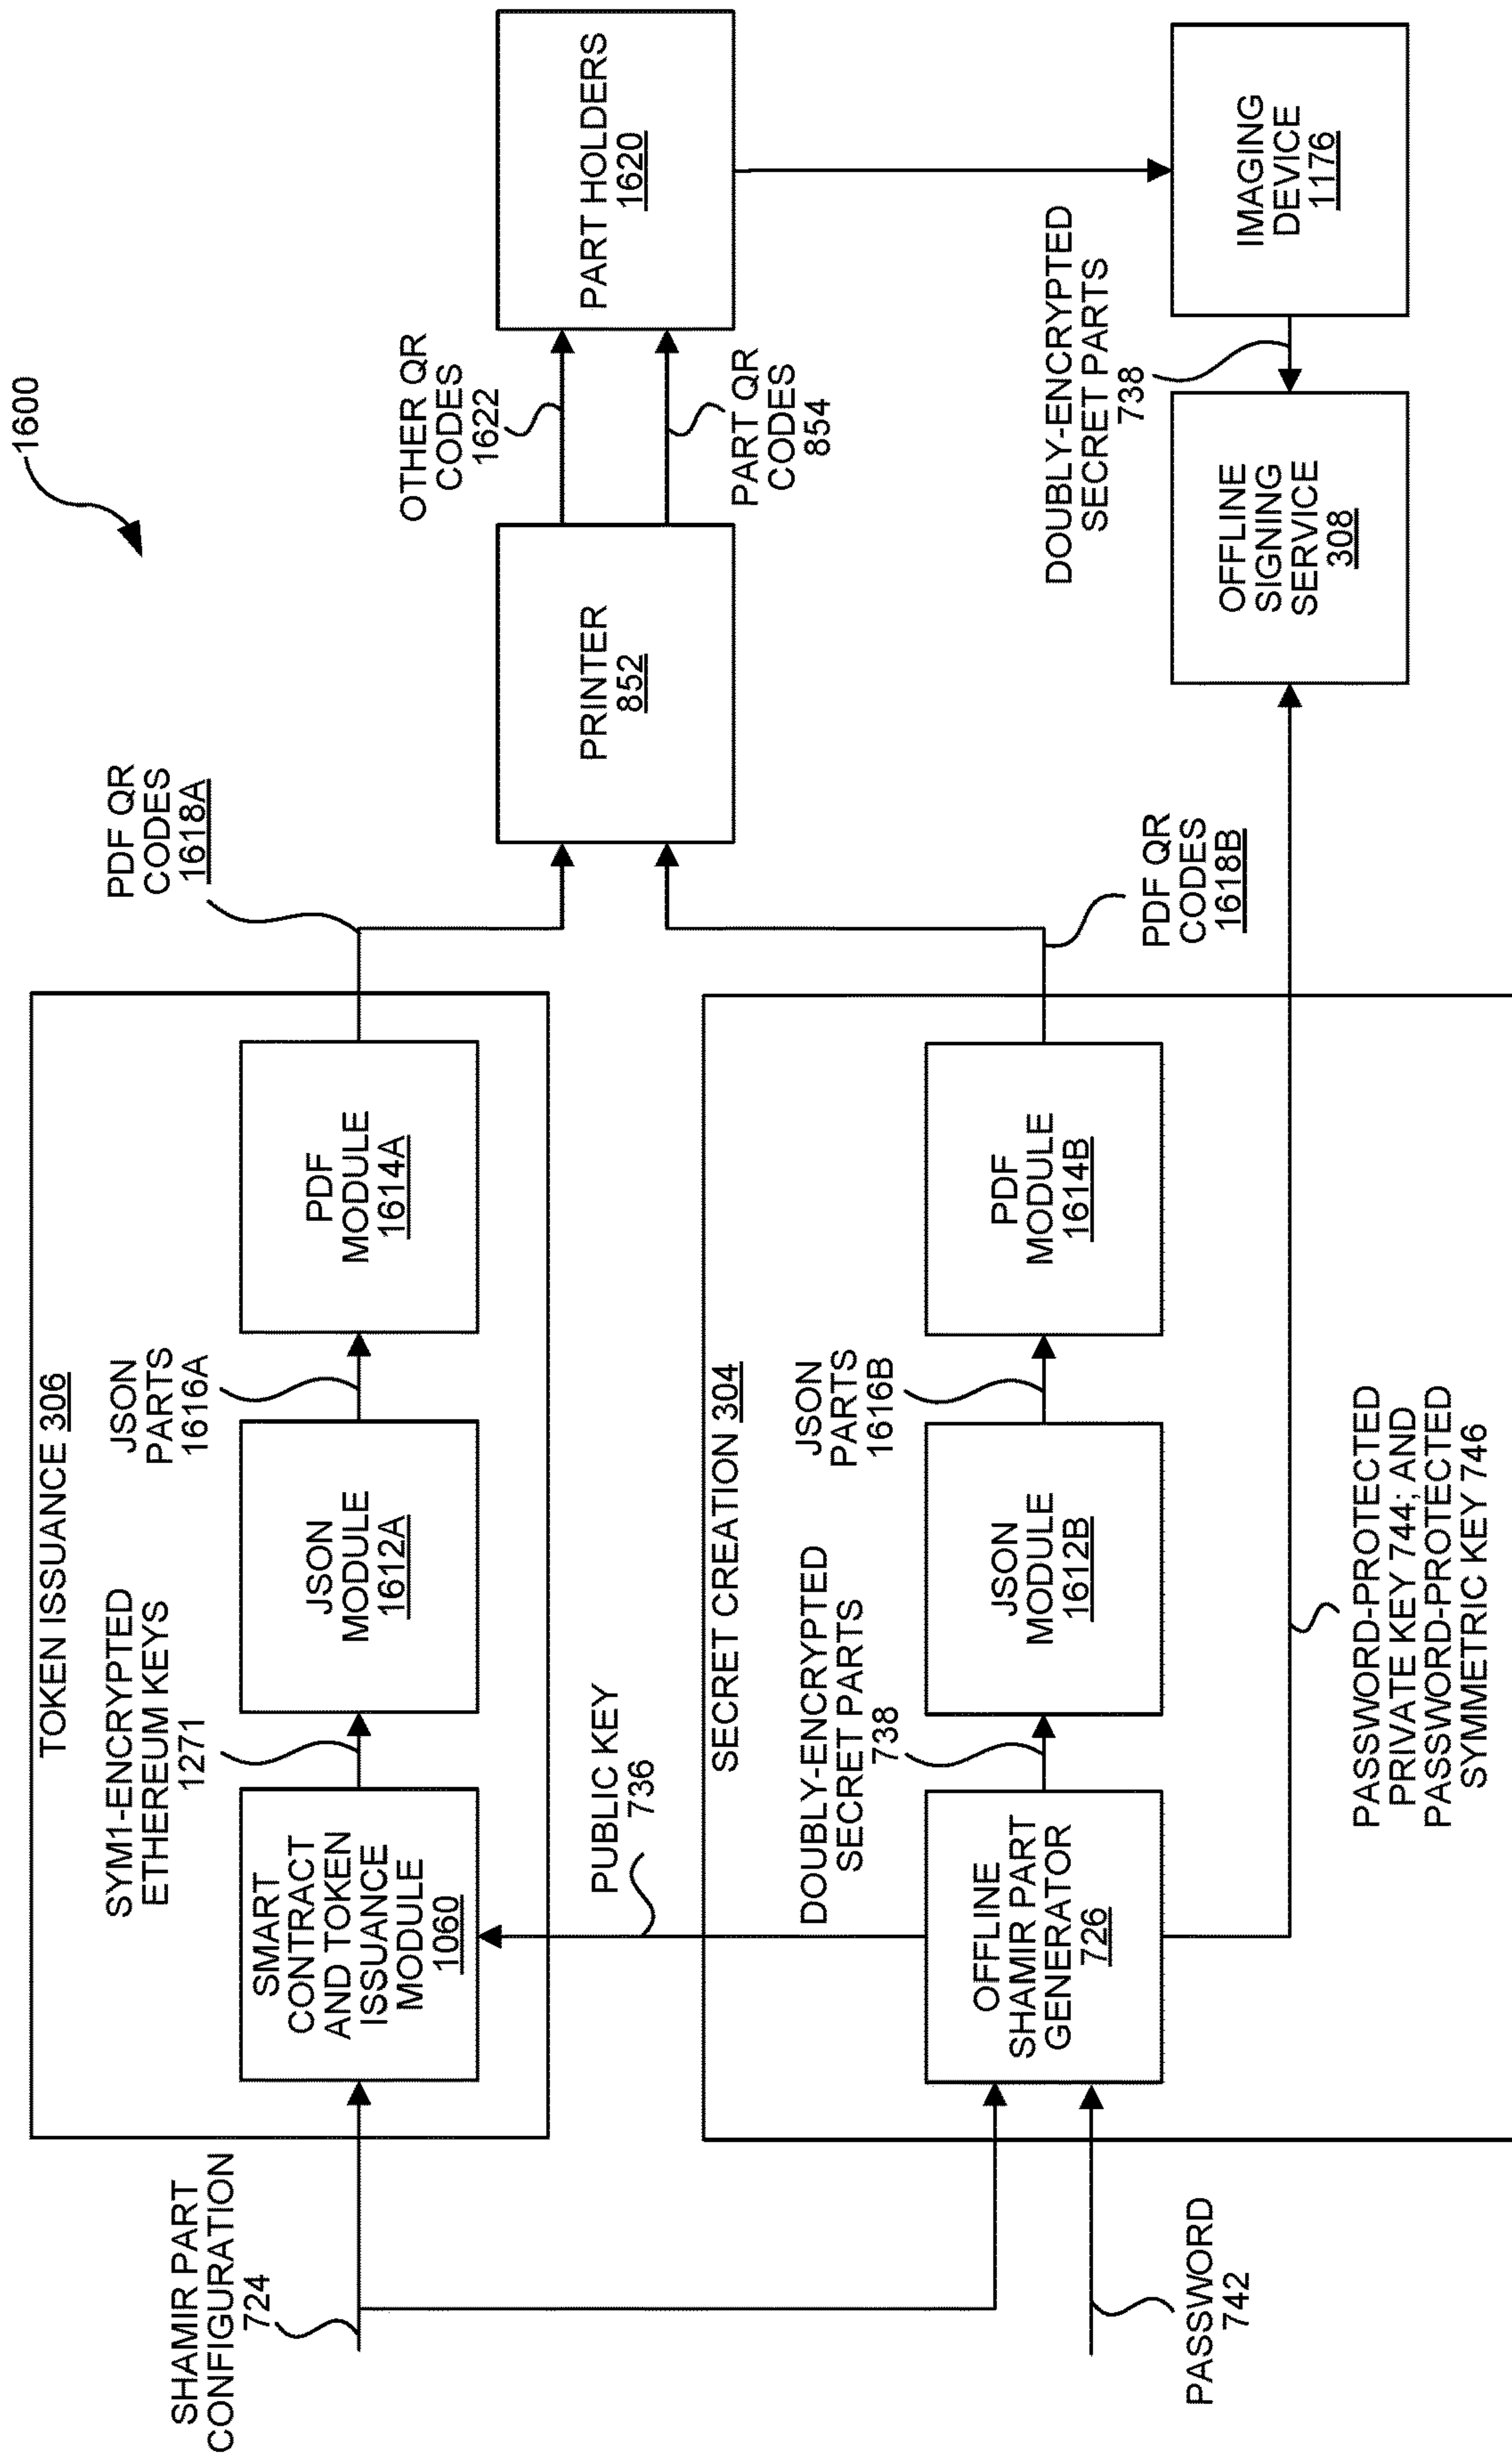 1600
SHAMIR PART
CONFIGURATION
724
TOKEN ISSUANCE 306
SMART
CONTRACT
AND TOKEN
ISSUANCE
MODULE
1060
SYM1-ENCRYPTED
ETHEREUM KEYS
1271
JSON
MODULE
1612A
JSON
PARTS
1616A
PDF
MODULE
1614A
PDF QR
CODES
1618A
PUBLIC KEY
736
PRINTER
852
OTHER QR
CODES
1622
PART QR
CODES
854
PART HOLDERS
1620
PASSWORD
742
SECRET CREATION 304
OFFLINE
SHAMIR PART
GENERATOR
726
DOUBLY-ENCRYPTED
SECRET PARTS
738
JSON
MODULE
1612B
JSON
PARTS
1616B
PDF
MODULE
1614B
PDF QR
CODES
1618B
PASSWORD-PROTECTED
PRIVATE KEY 744; AND
PASSWORD-PROTECTED
SYMMETRIC KEY 746
OFFLINE
SIGNING
SERVICE
308
DOUBLY-ENCRYPTED
SECRET PARTS
738
IMAGING
DEVICE
1176